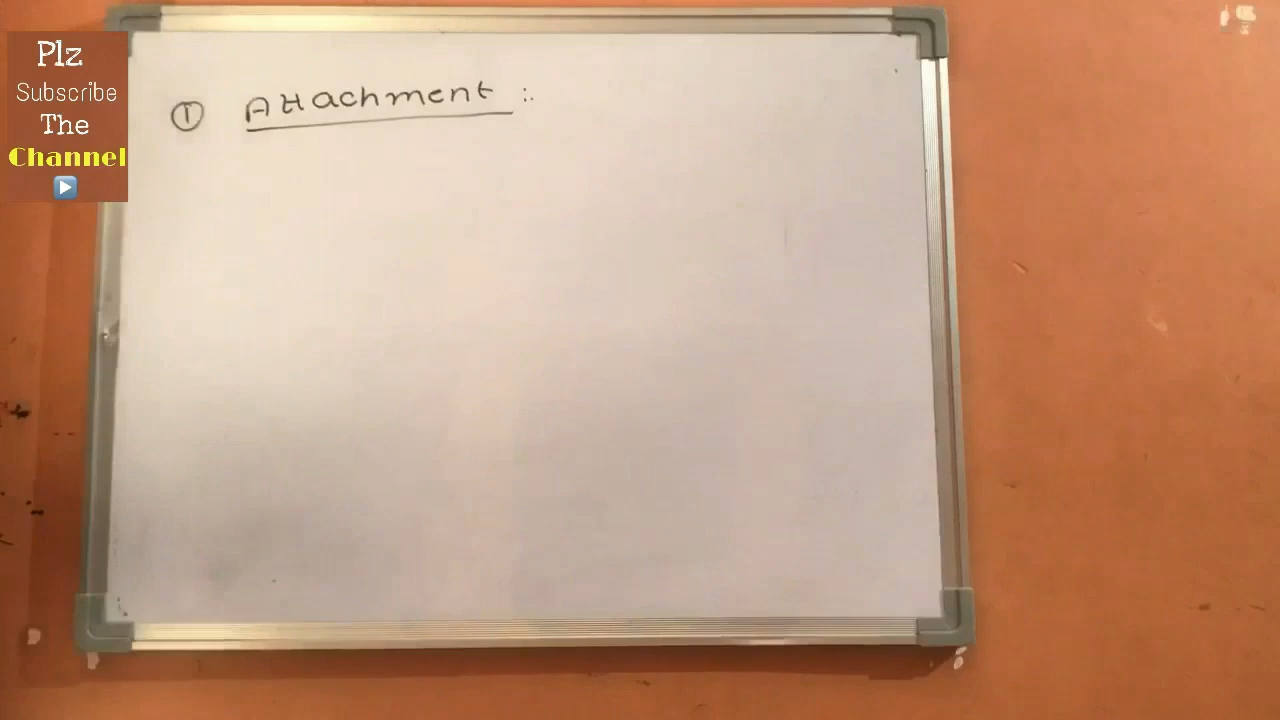 Plz
Subscribe
The
Channel
① Attachment :.